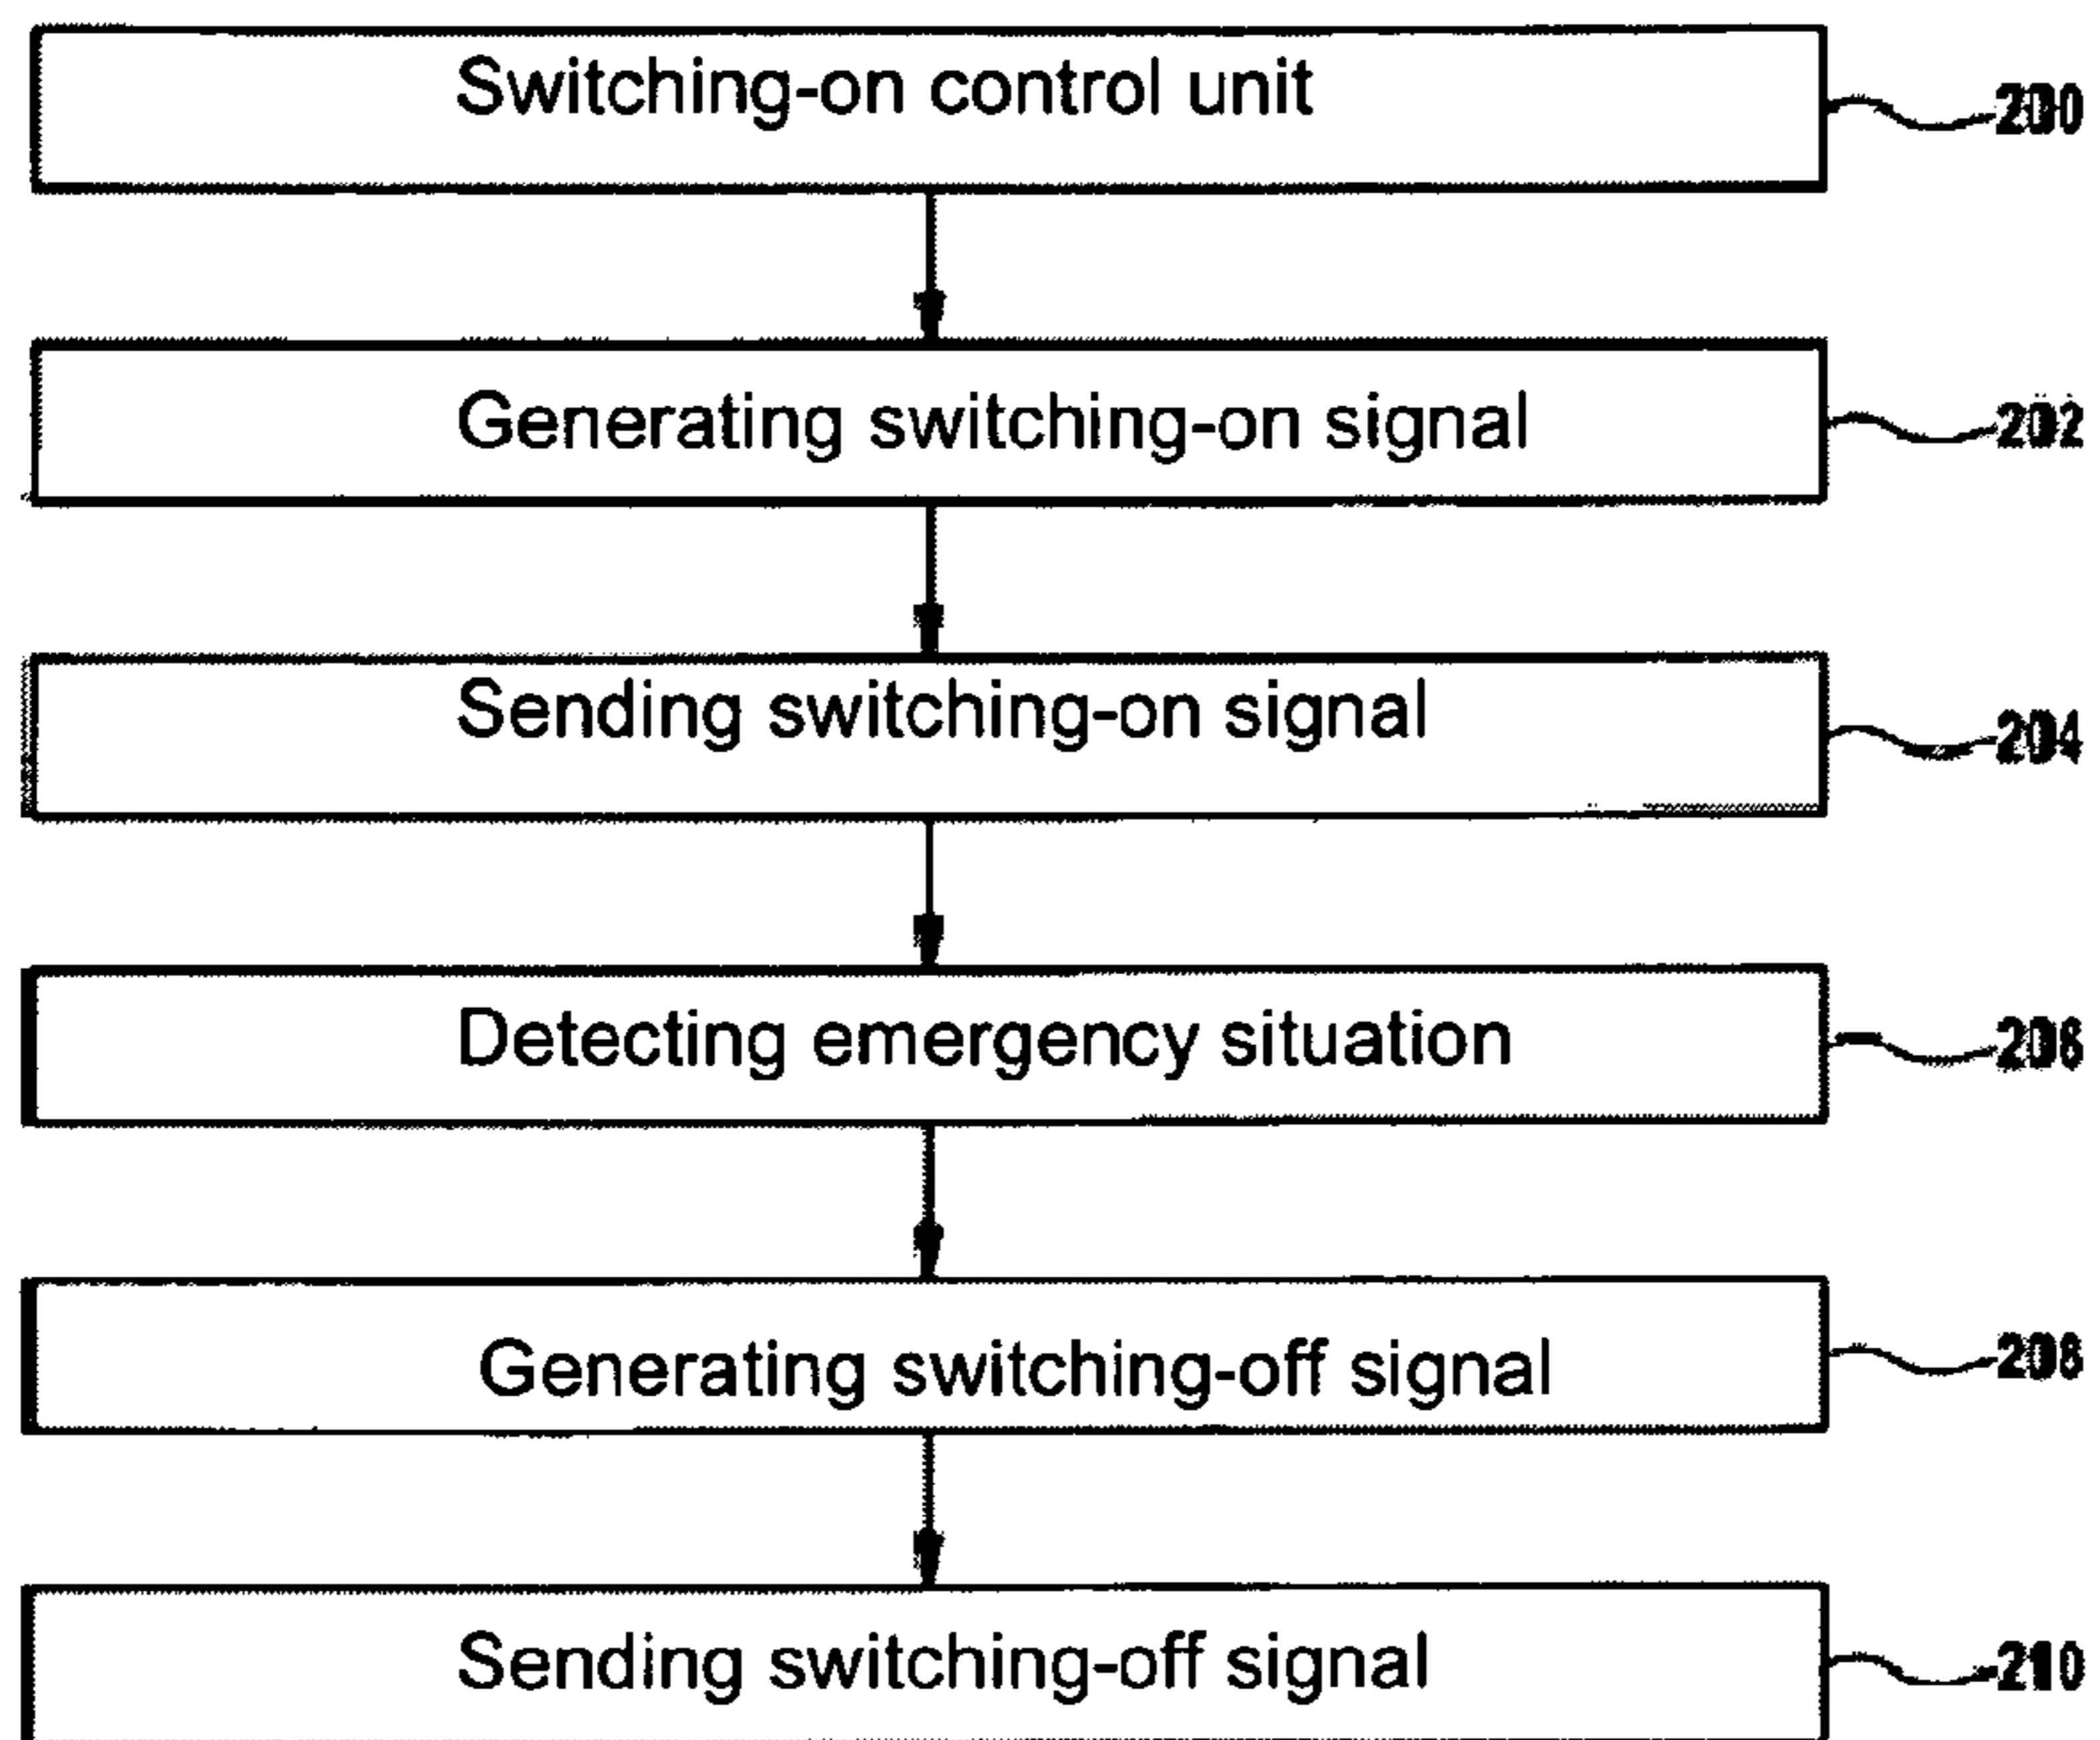 Switching-on control unit
200
Generating switching-on signal
202
Sending switching-on signal
204
Detecting emergency situation
206
Generating switching-off signal
208
Sending switching-off signal
210